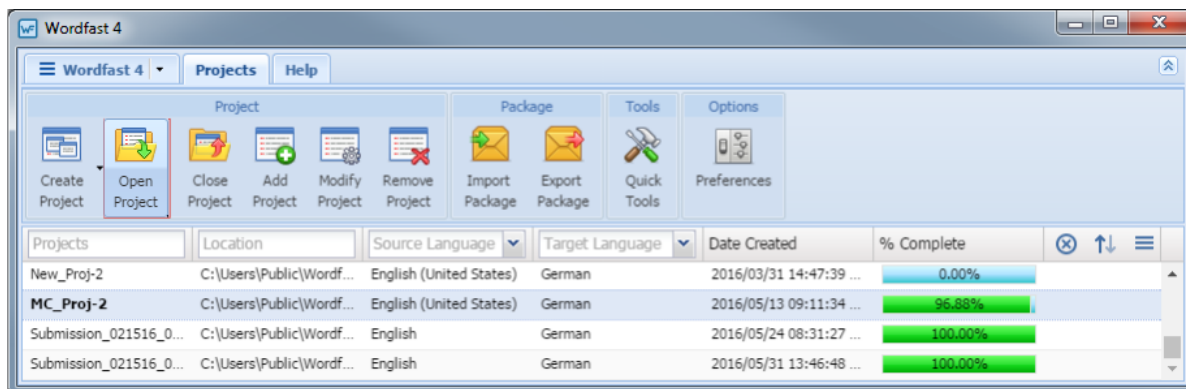 WF Wordfast 4
Wordfast 4 Projects Help
Project Package Tools Options
Create Project Open Project Close Project Add Project Modify Project Remove Project Import Package Export Package Quick Tools Preferences
Projects Location Source Language Target Language Date Created % Complete
New_Proj-2 C:\Users\Public\Wordf... English (United States) German 2016/03/31 14:47:39 ... 0.00%
MC_Proj-2 C:\Users\Public\Wordf... English (United States) German 2016/05/13 09:11:34 ... 96.88%
Submission_021516_0... C:\Users\Public\Wordf... English German 2016/05/24 08:31:27 ... 100.00%
Submission_021516_0... C:\Users\Public\Wordf... English German 2016/05/31 13:46:48 ... 100.00%